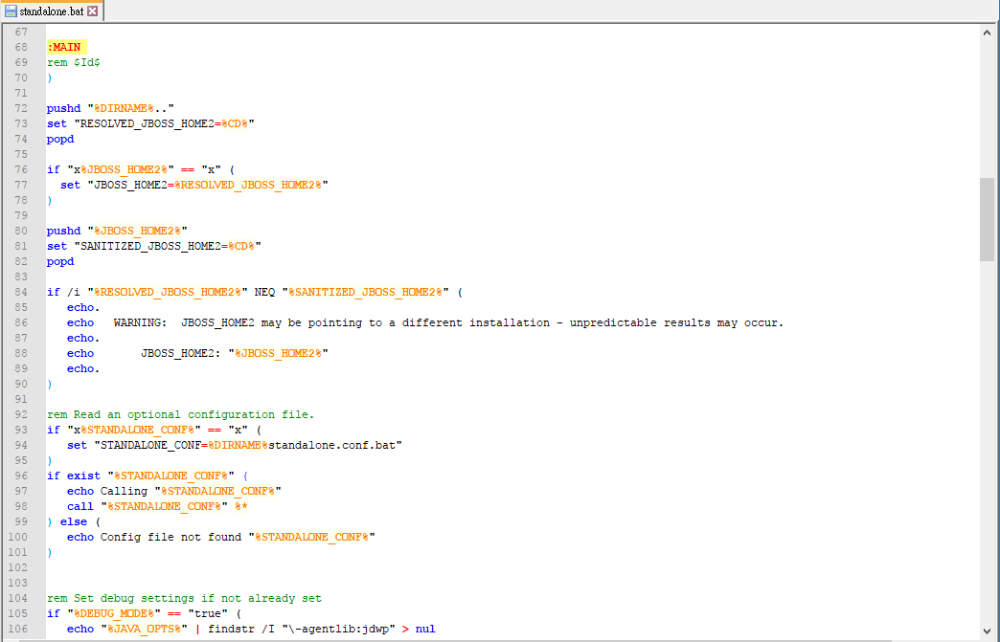 standalone.bat
67
68 :MAIN
69 rem $Id$
70 )
71
72 pushd "%DIRNAME%.."
73 set "RESOLVED_JBOSS_HOME2=%CD%"
74 popd
75
76 if "x%JBOSS_HOME2%" == "x" (
77   set "JBOSS_HOME2=%RESOLVED_JBOSS_HOME2%"
78 )
79
80 pushd "%JBOSS_HOME2%"
81 set "SANITIZED_JBOSS_HOME2=%CD%"
82 popd
83
84 if /i "%RESOLVED_JBOSS_HOME2%" NEQ "%SANITIZED_JBOSS_HOME2%" (
85    echo.
86    echo   WARNING:  JBOSS_HOME2 may be pointing to a different installation - unpredictable results may occur.
87    echo.
88    echo       JBOSS_HOME2: "%JBOSS_HOME2%"
89    echo.
90 )
91
92 rem Read an optional configuration file.
93 if "x%STANDALONE_CONF%" == "x" (
94    set "STANDALONE_CONF=%DIRNAME%standalone.conf.bat"
95 )
96 if exist "%STANDALONE_CONF%" (
97    echo Calling "%STANDALONE_CONF%"
98    call "%STANDALONE_CONF%" %*
99 ) else (
100    echo Config file not found "%STANDALONE_CONF%"
101 )
102
103
104 rem Set debug settings if not already set
105 if "%DEBUG_MODE%" == "true" (
106    echo "%JAVA_OPTS%" | findstr /I "\-agentlib:jdwp" > nul